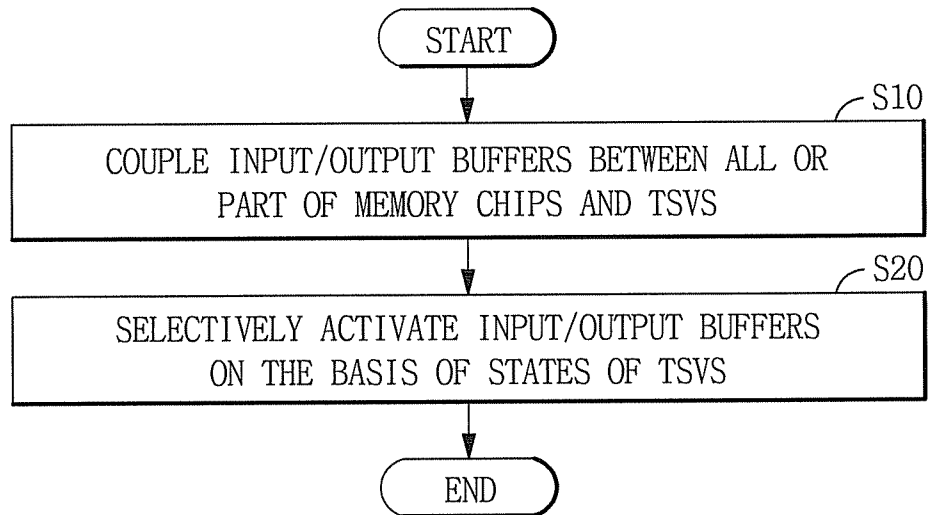 START
S10
COUPLE INPUT/OUTPUT BUFFERS BETWEEN ALL OR
PART OF MEMORY CHIPS AND TSVS
S20
SELECTIVELY ACTIVATE INPUT/OUTPUT BUFFERS
ON THE BASIS OF STATES OF TSVS
END